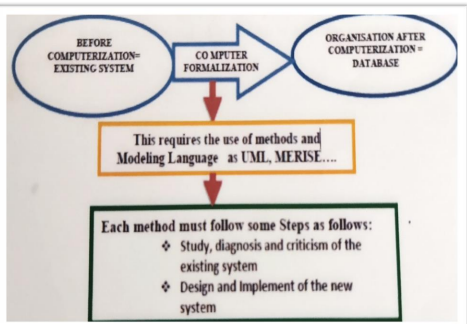 BEFORE
COMPUTERIZATION=
EXISTING SYSTEM
COMPUTER
FORMALIZATION
ORGANISATION AFTER
COMPUTERIZATION =
DATABASE
This requires the use of methods and
Modeling Language as UML, MERISE....
Each method must follow some Steps as follows:
❖ Study, diagnosis and criticism of the
existing system
❖ Design and Implement of the new
system